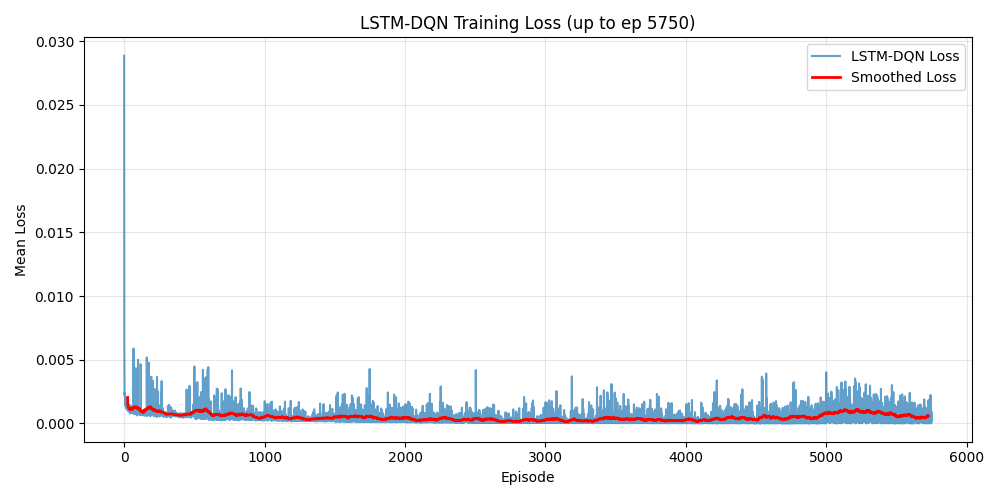 LSTM-DQN Training Loss (up to ep 5750)
LSTM-DQN Loss
Smoothed Loss
Mean Loss
0.030
0.025
0.020
0.015
0.010
0.005
0.000
0
1000
2000
3000
4000
5000
6000
Episode